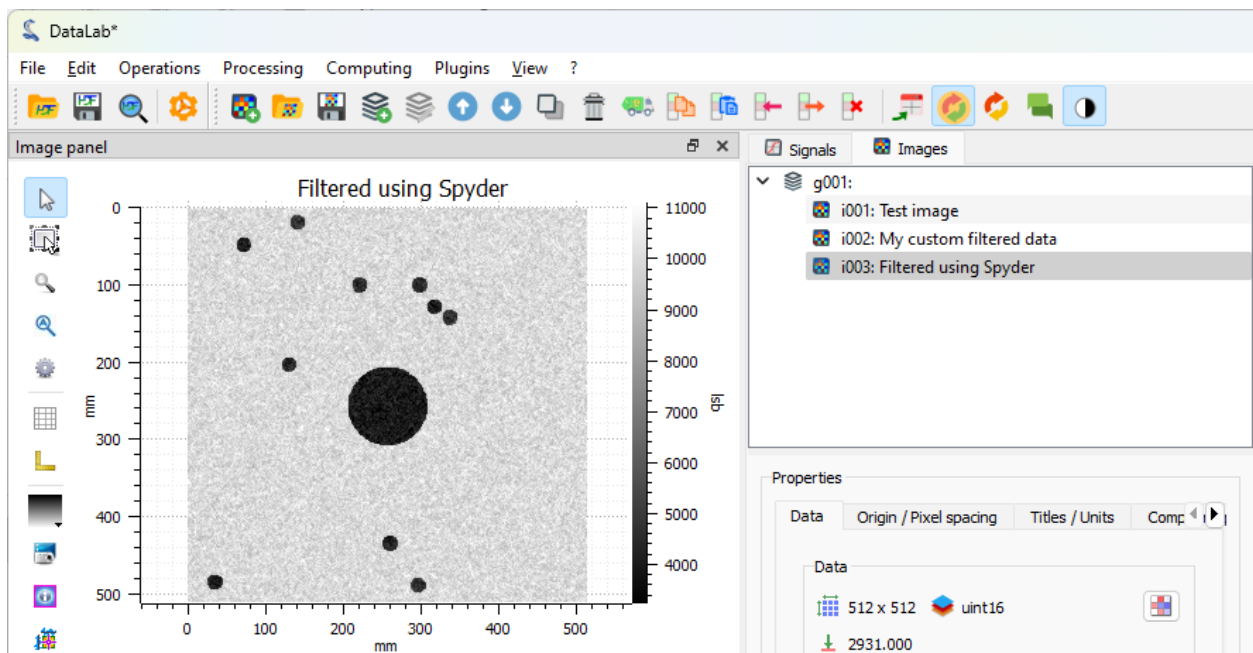 DataLab*
File Edit Operations Processing Computing Plugins View ?
Image panel
Filtered using Spyder
0
100
200
300
400
500
mm
0 100 200 300 400 500
mm
11000
10000
9000
8000
7000
6000
5000
4000
lsb
Signals Images
g001:
i001: Test image
i002: My custom filtered data
i003: Filtered using Spyder
Properties
Data Origin / Pixel spacing Titles / Units
Data
512 x 512 uint16
2931.000